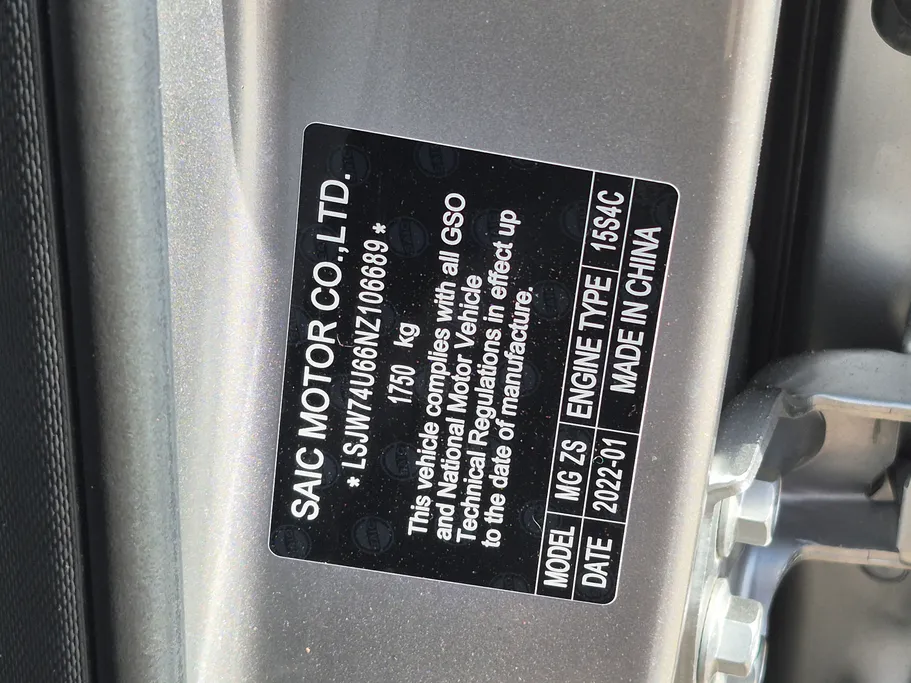 SAIC MOTOR CO.,LTD.
* LSJW74U66NZ106689 *
1750 kg
This vehicle complies with all GSO
and National Motor Vehicle
Technical Regulations in effect up
to the date of manufacture.
MODEL MG ZS ENGINE TYPE 15S4C
DATE 2022-01 MADE IN CHINA